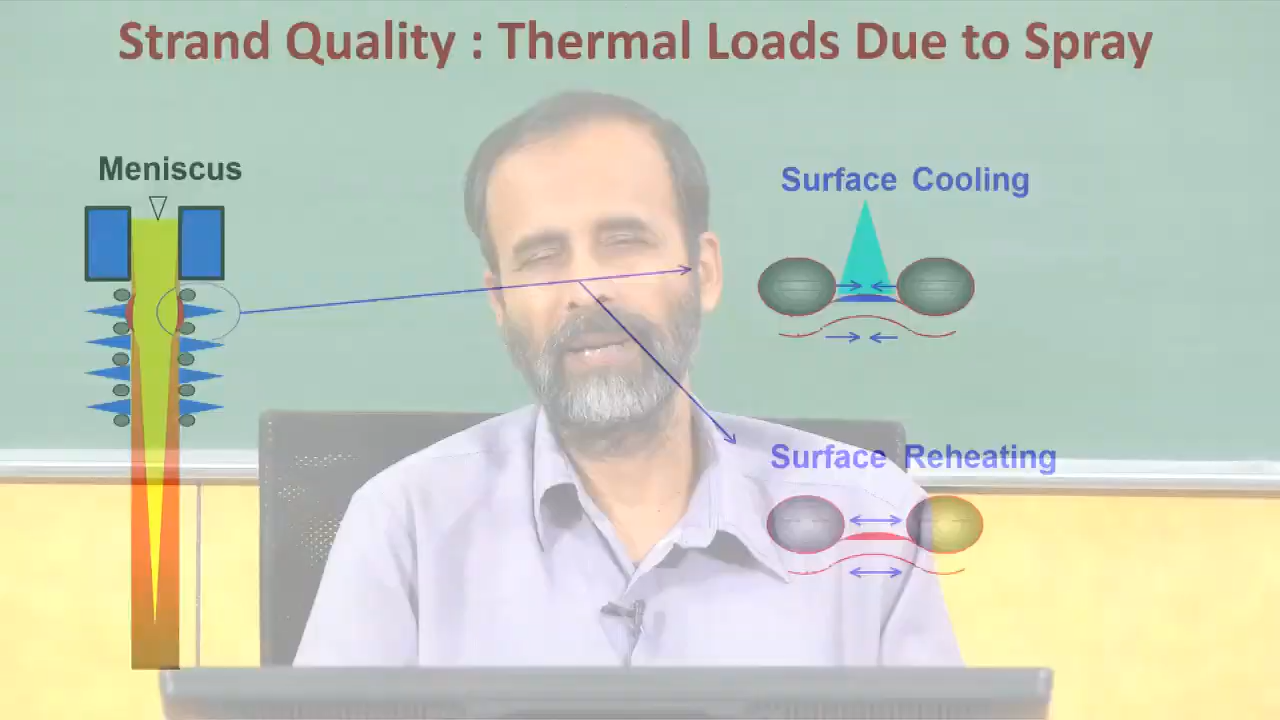 Strand Quality : Thermal Loads Due to Spray
Meniscus
Surface Cooling
Surface Reheating